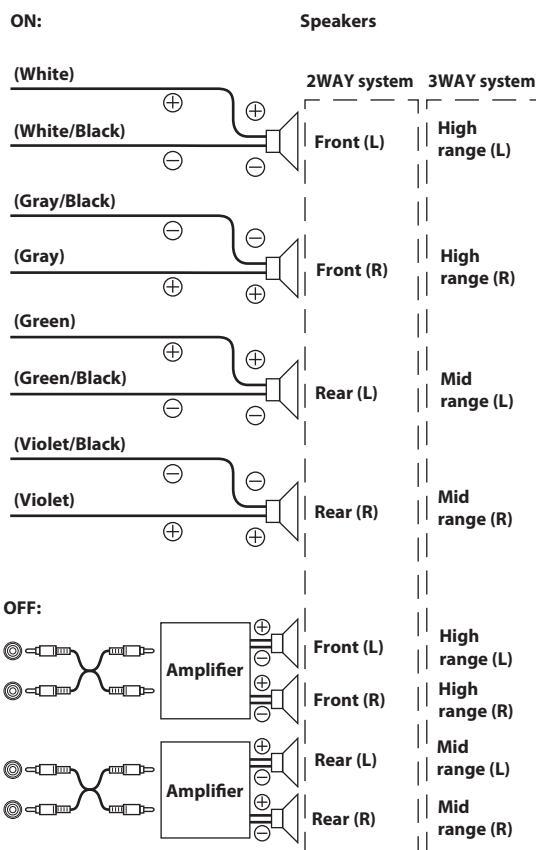 ON:
Speakers
2WAY system
3WAY system
(White)
⊕ ⊕
(White/Black)
⊖ ⊖
Front (L)
High
range (L)
(Gray/Black)
⊖ ⊖
(Gray)
⊕ ⊕
Front (R)
High
range (R)
(Green)
⊕ ⊕
(Green/Black)
⊖ ⊖
Rear (L)
Mid
range (L)
(Violet/Black)
⊖ ⊖
(Violet)
⊕ ⊕
Rear (R)
Mid
range (R)
OFF:
Amplifier
⊕
⊖
Front (L)
High
range (L)
⊕
⊖
Front (R)
High
range (R)
Amplifier
⊕
⊖
Rear (L)
Mid
range (L)
⊕
⊖
Rear (R)
Mid
range (R)